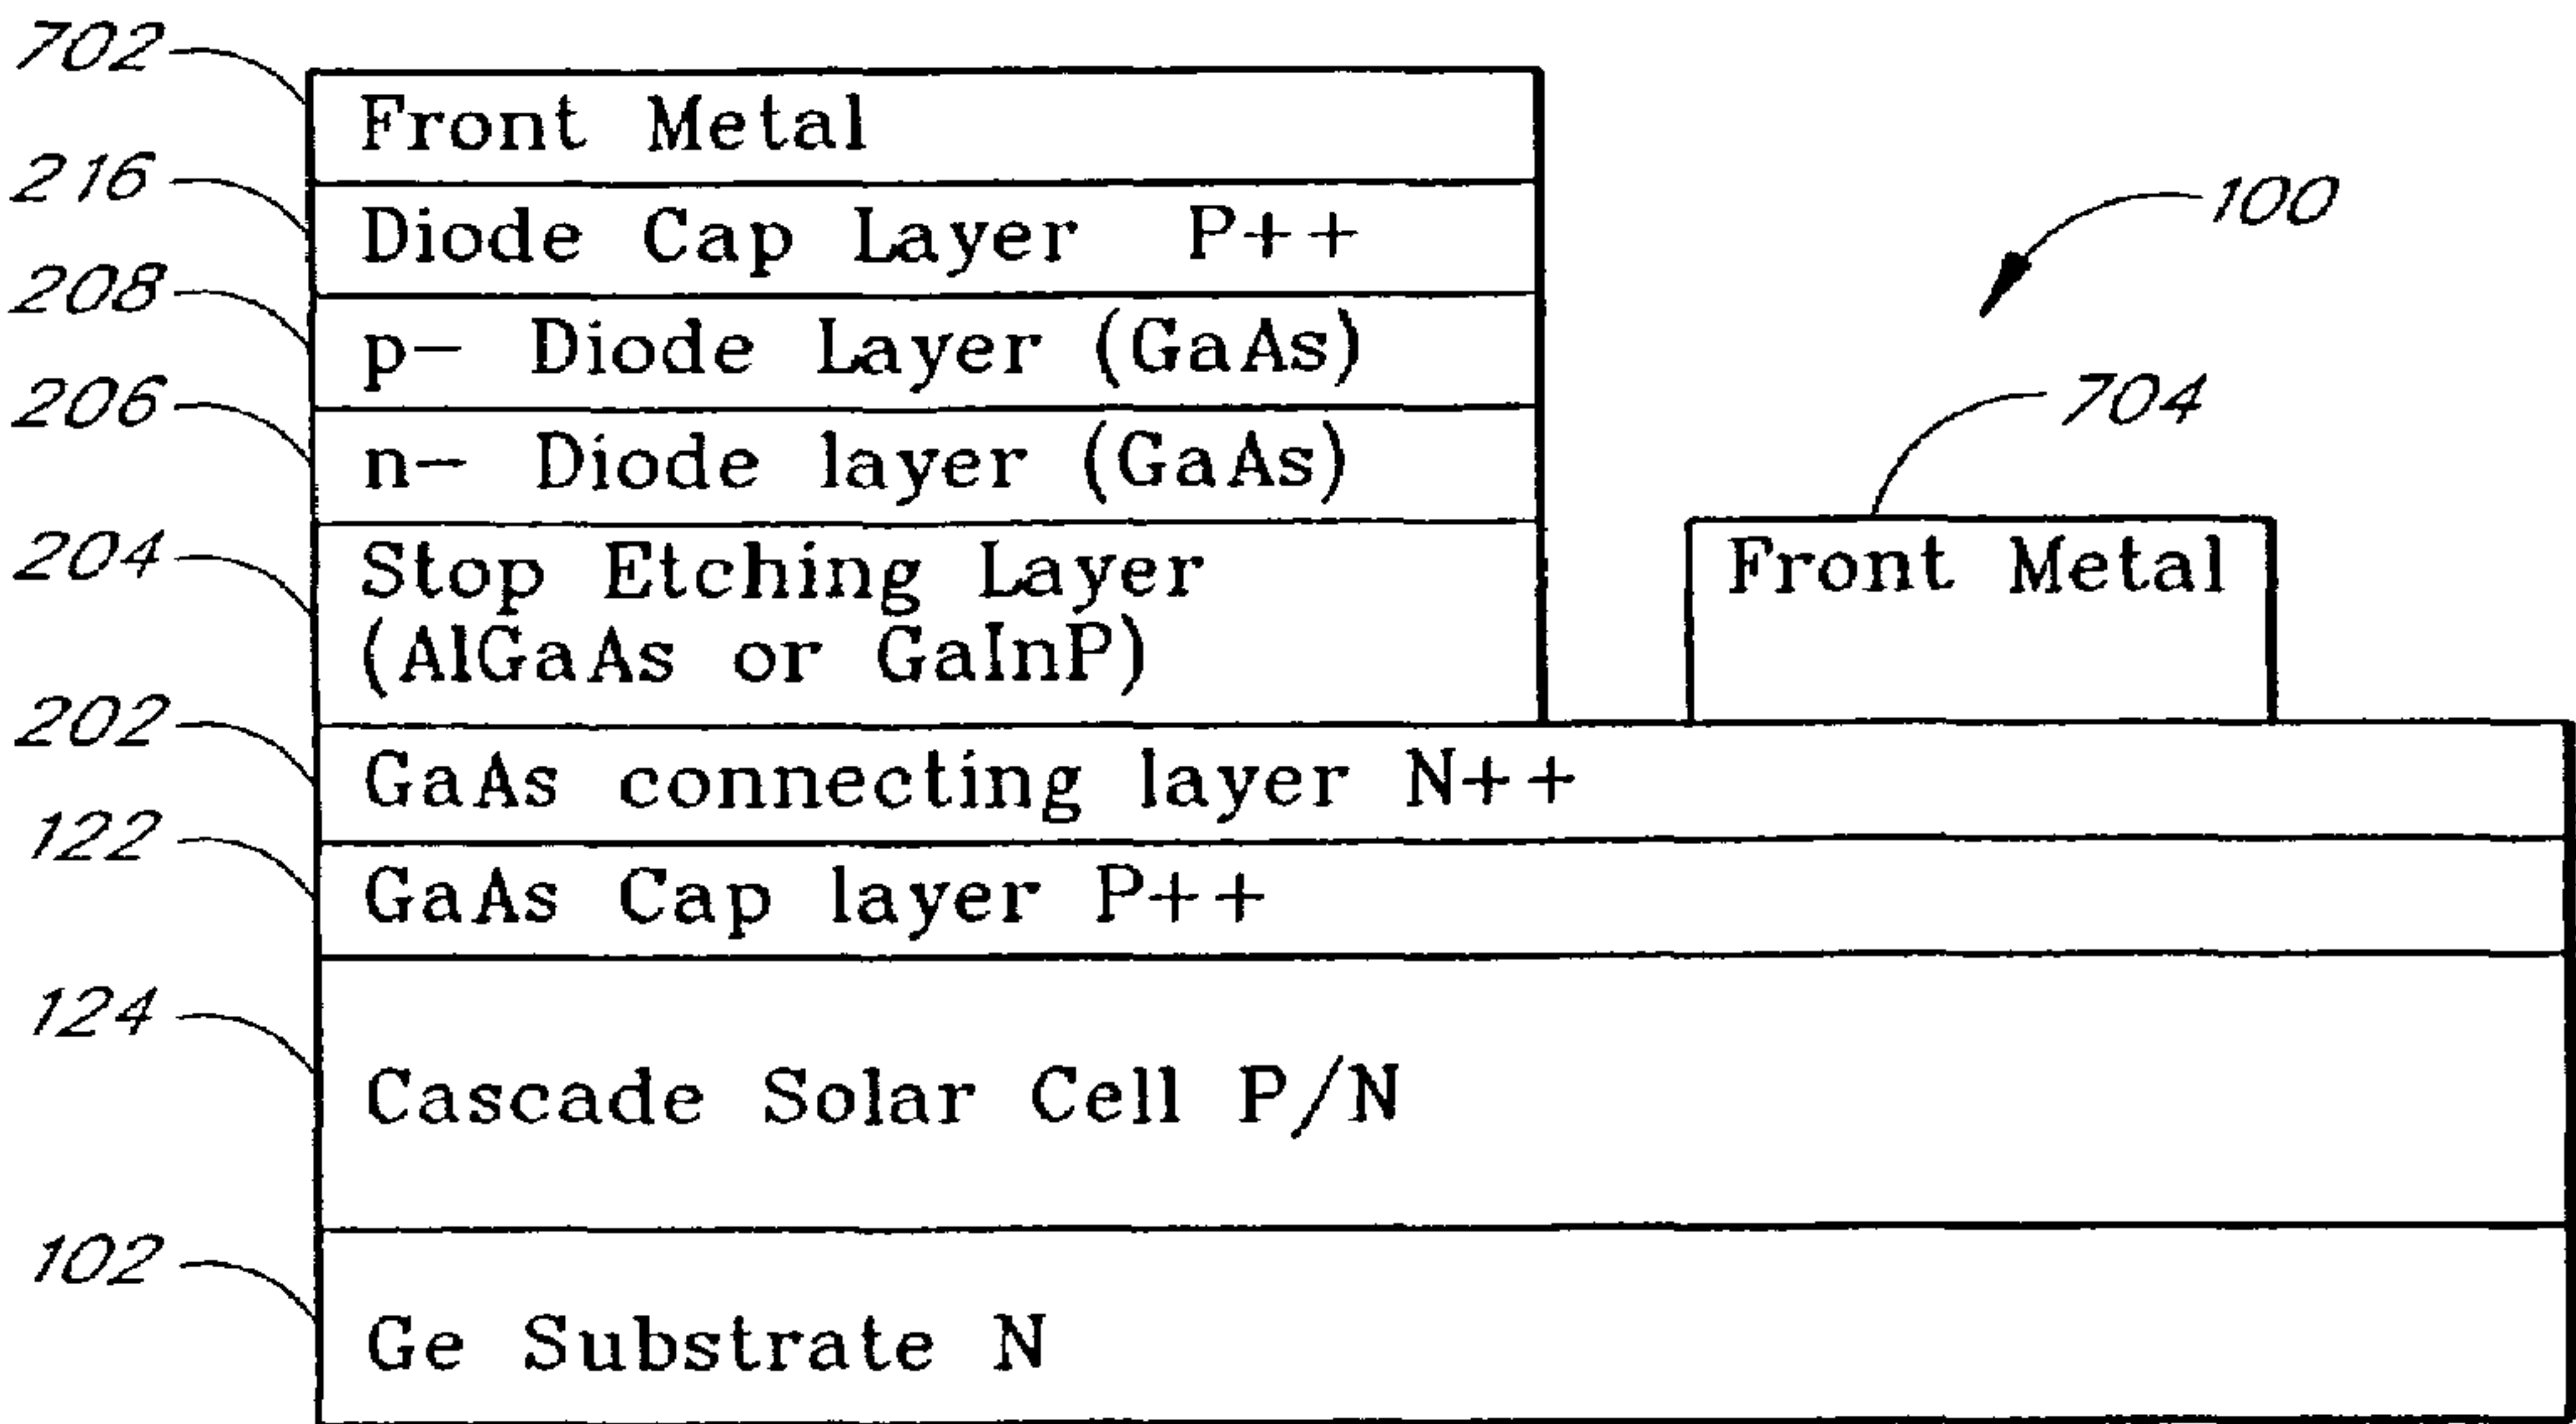 702
Front Metal
216
Diode Cap Layer P++
100
208
p- Diode Layer (GaAs)
206
n- Diode layer (GaAs)
704
204
Stop Etching Layer
(AlGaAs or GaInP)
Front Metal
202
GaAs connecting layer N++
122
GaAs Cap layer P++
124
Cascade Solar Cell P/N
102
Ge Substrate N